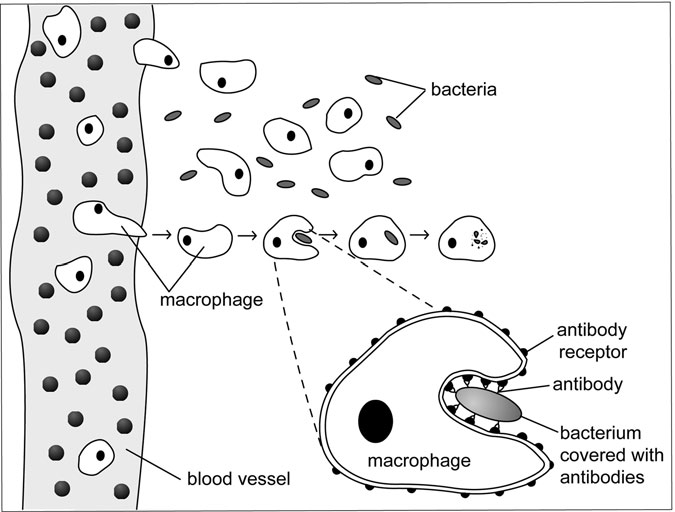 bacteria
macrophage
antibody
receptor
antibody
bacterium
covered with
antibodies
macrophage
blood vessel